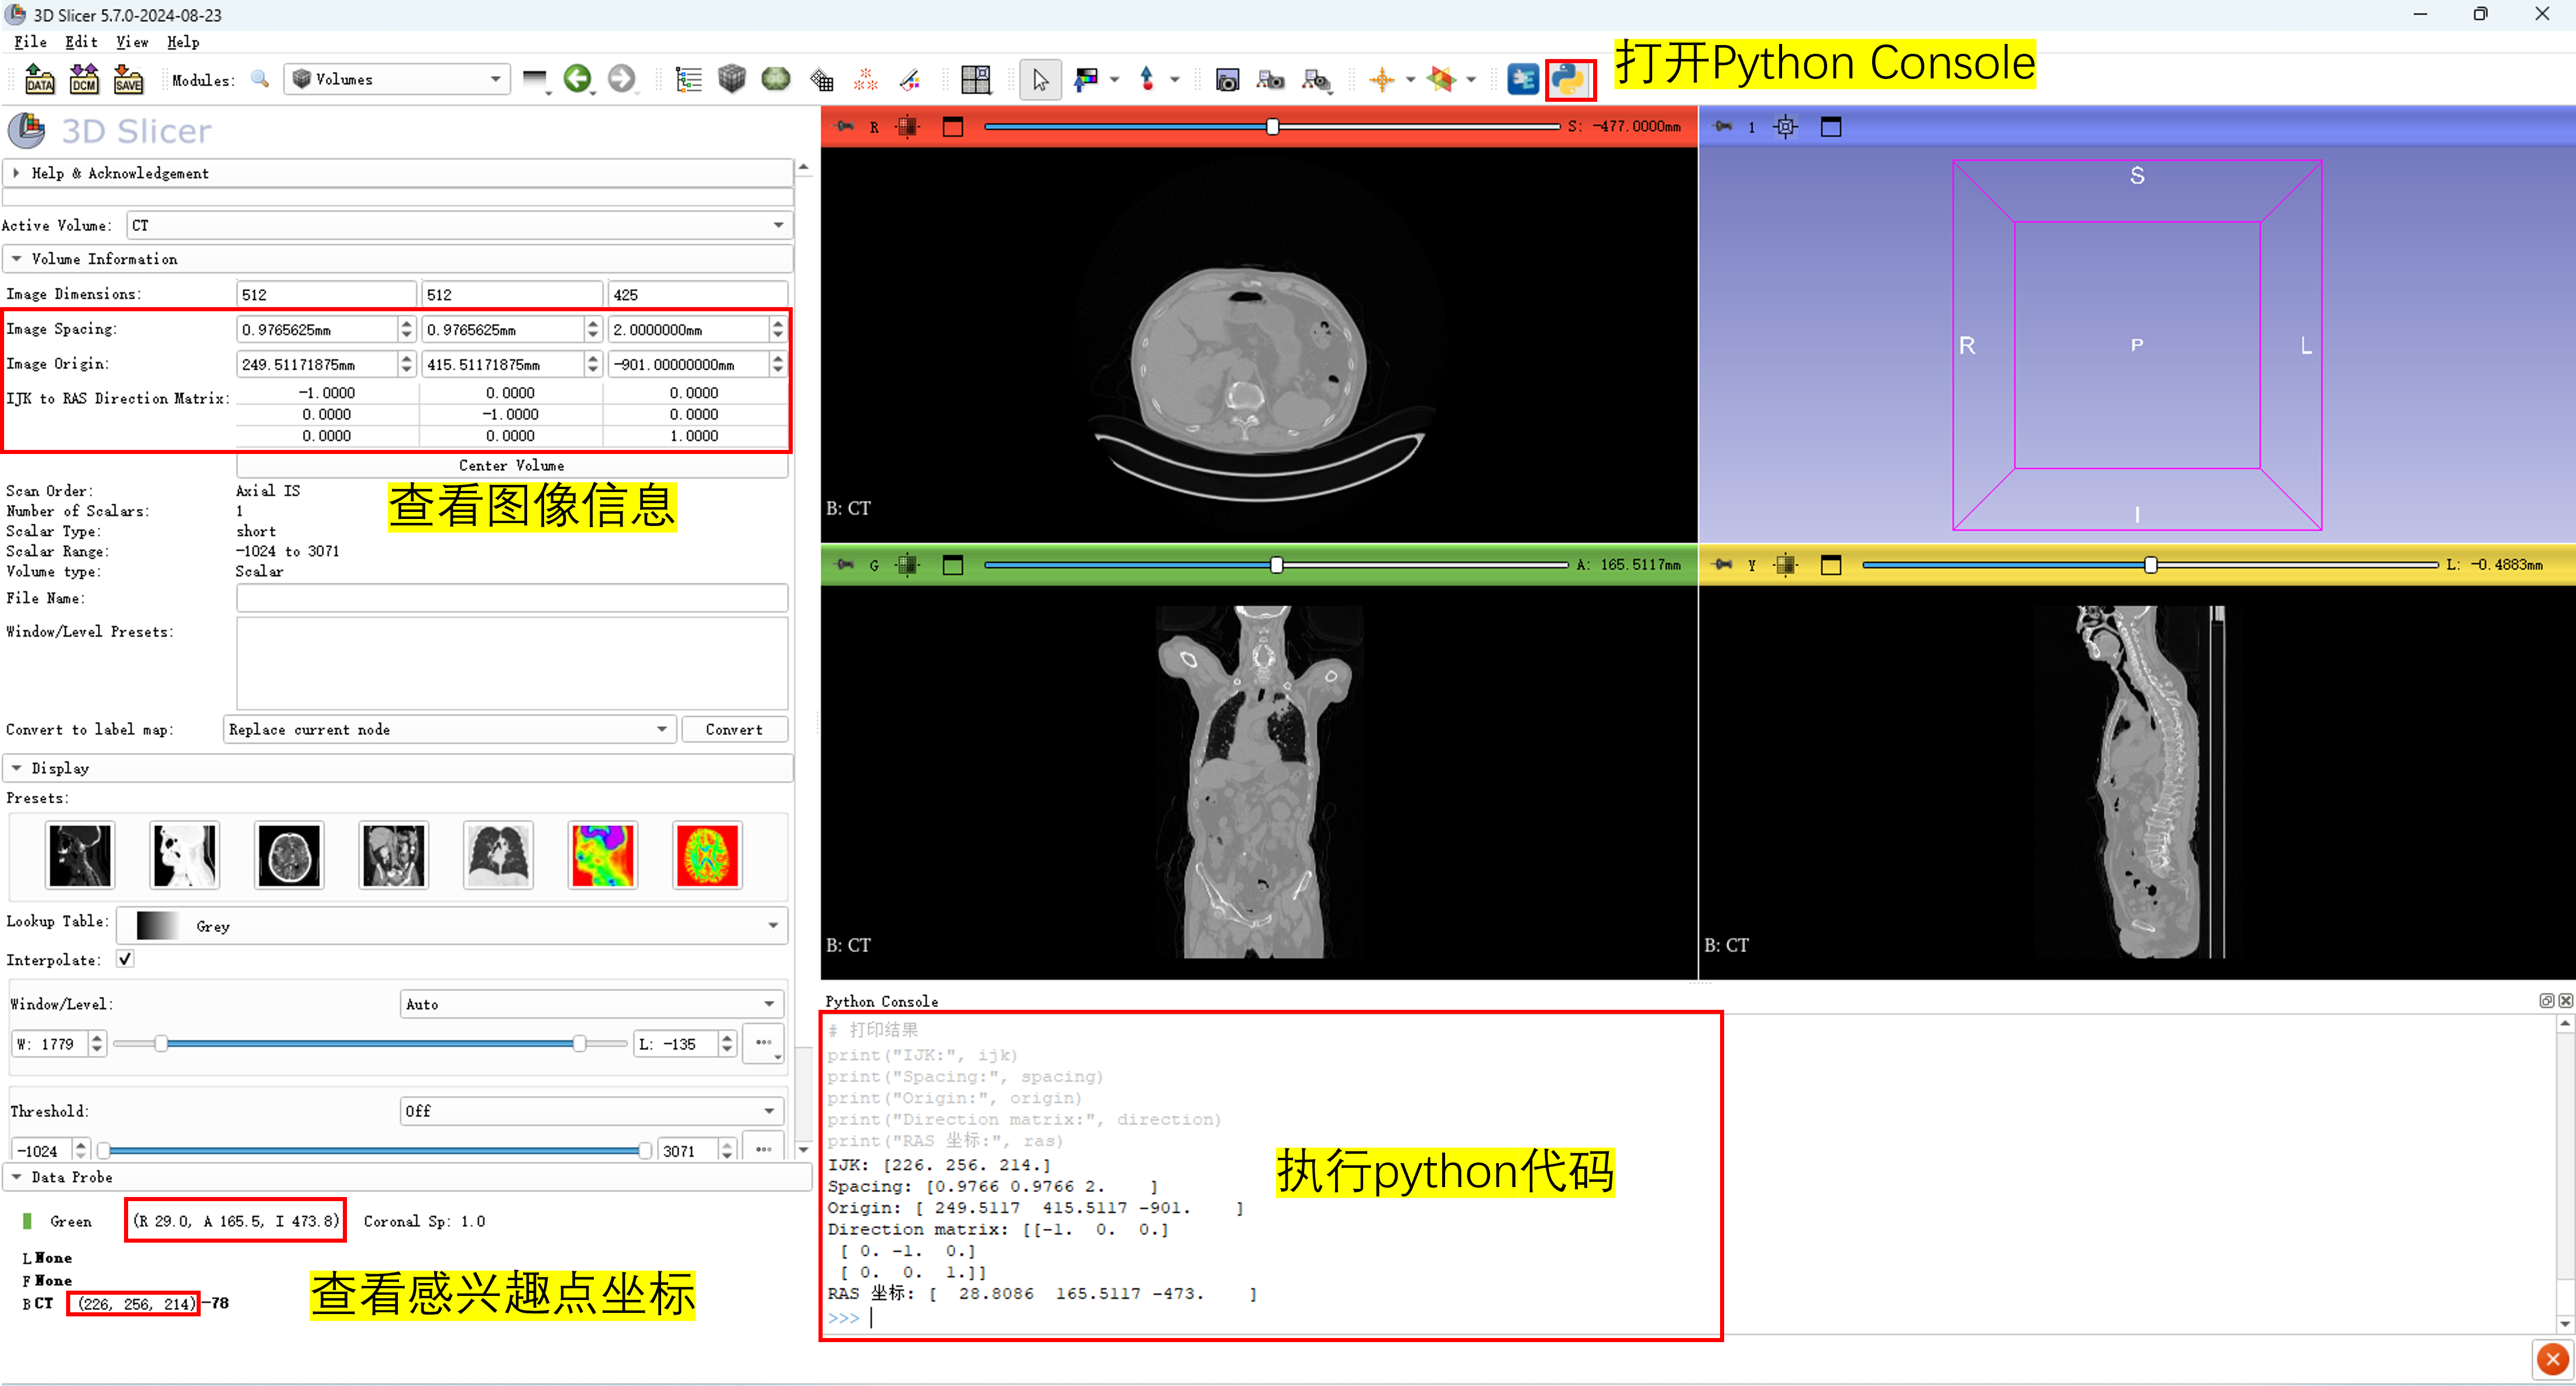 3D Slicer 5.7.0-2024-08-23
File Edit View Help
DATA DCM SAVE Modules: Volumes
打开Python Console
3D Slicer
Help & Acknowledgement
Active Volume: CT
Volume Information
Image Dimensions: 512 512 425
Image Spacing: 0.9765625mm 0.9765625mm 2.0000000mm
Image Origin: 249.51171875mm 415.51171875mm -901.00000000mm
IJK to RAS Direction Matrix:
-1.0000 0.0000 0.0000
0.0000 -1.0000 0.0000
0.0000 0.0000 1.0000
Center Volume
Scan Order: Axial IS
Number of Scalars: 1
Scalar Type: short
Scalar Range: -1024 to 3071
Volume type: Scalar
查看图像信息
File Name:
Window/Level Presets:
Convert to label map: Replace current node Convert
Display
Presets:
Lookup Table: Grey
Interpolate:
Window/Level: Auto
W: 1779 L: -135
Threshold: Off
-1024 3071
Data Probe
Green (R 29.0, A 165.5, I 473.8) Coronal Sp: 1.0
L None
F None
B CT (226, 256, 214) -78
查看感兴趣点坐标
R S: -477.0000mm
B: CT
1
S
R P L
I
G A: 165.5117mm
B: CT
Y L: -0.4883mm
B: CT
Python Console
# 打印结果
print("IJK:", ijk)
print("Spacing:", spacing)
print("Origin:", origin)
print("Direction matrix:", direction)
print("RAS 坐标:", ras)
IJK: [226. 256. 214.]
Spacing: [0.9766 0.9766 2.    ]
Origin: [ 249.5117  415.5117 -901.    ]
Direction matrix: [[-1.  0.  0.]
 [ 0. -1.  0.]
 [ 0.  0.  1.]]
RAS 坐标: [  28.8086  165.5117 -473.    ]
>>>
执行python代码